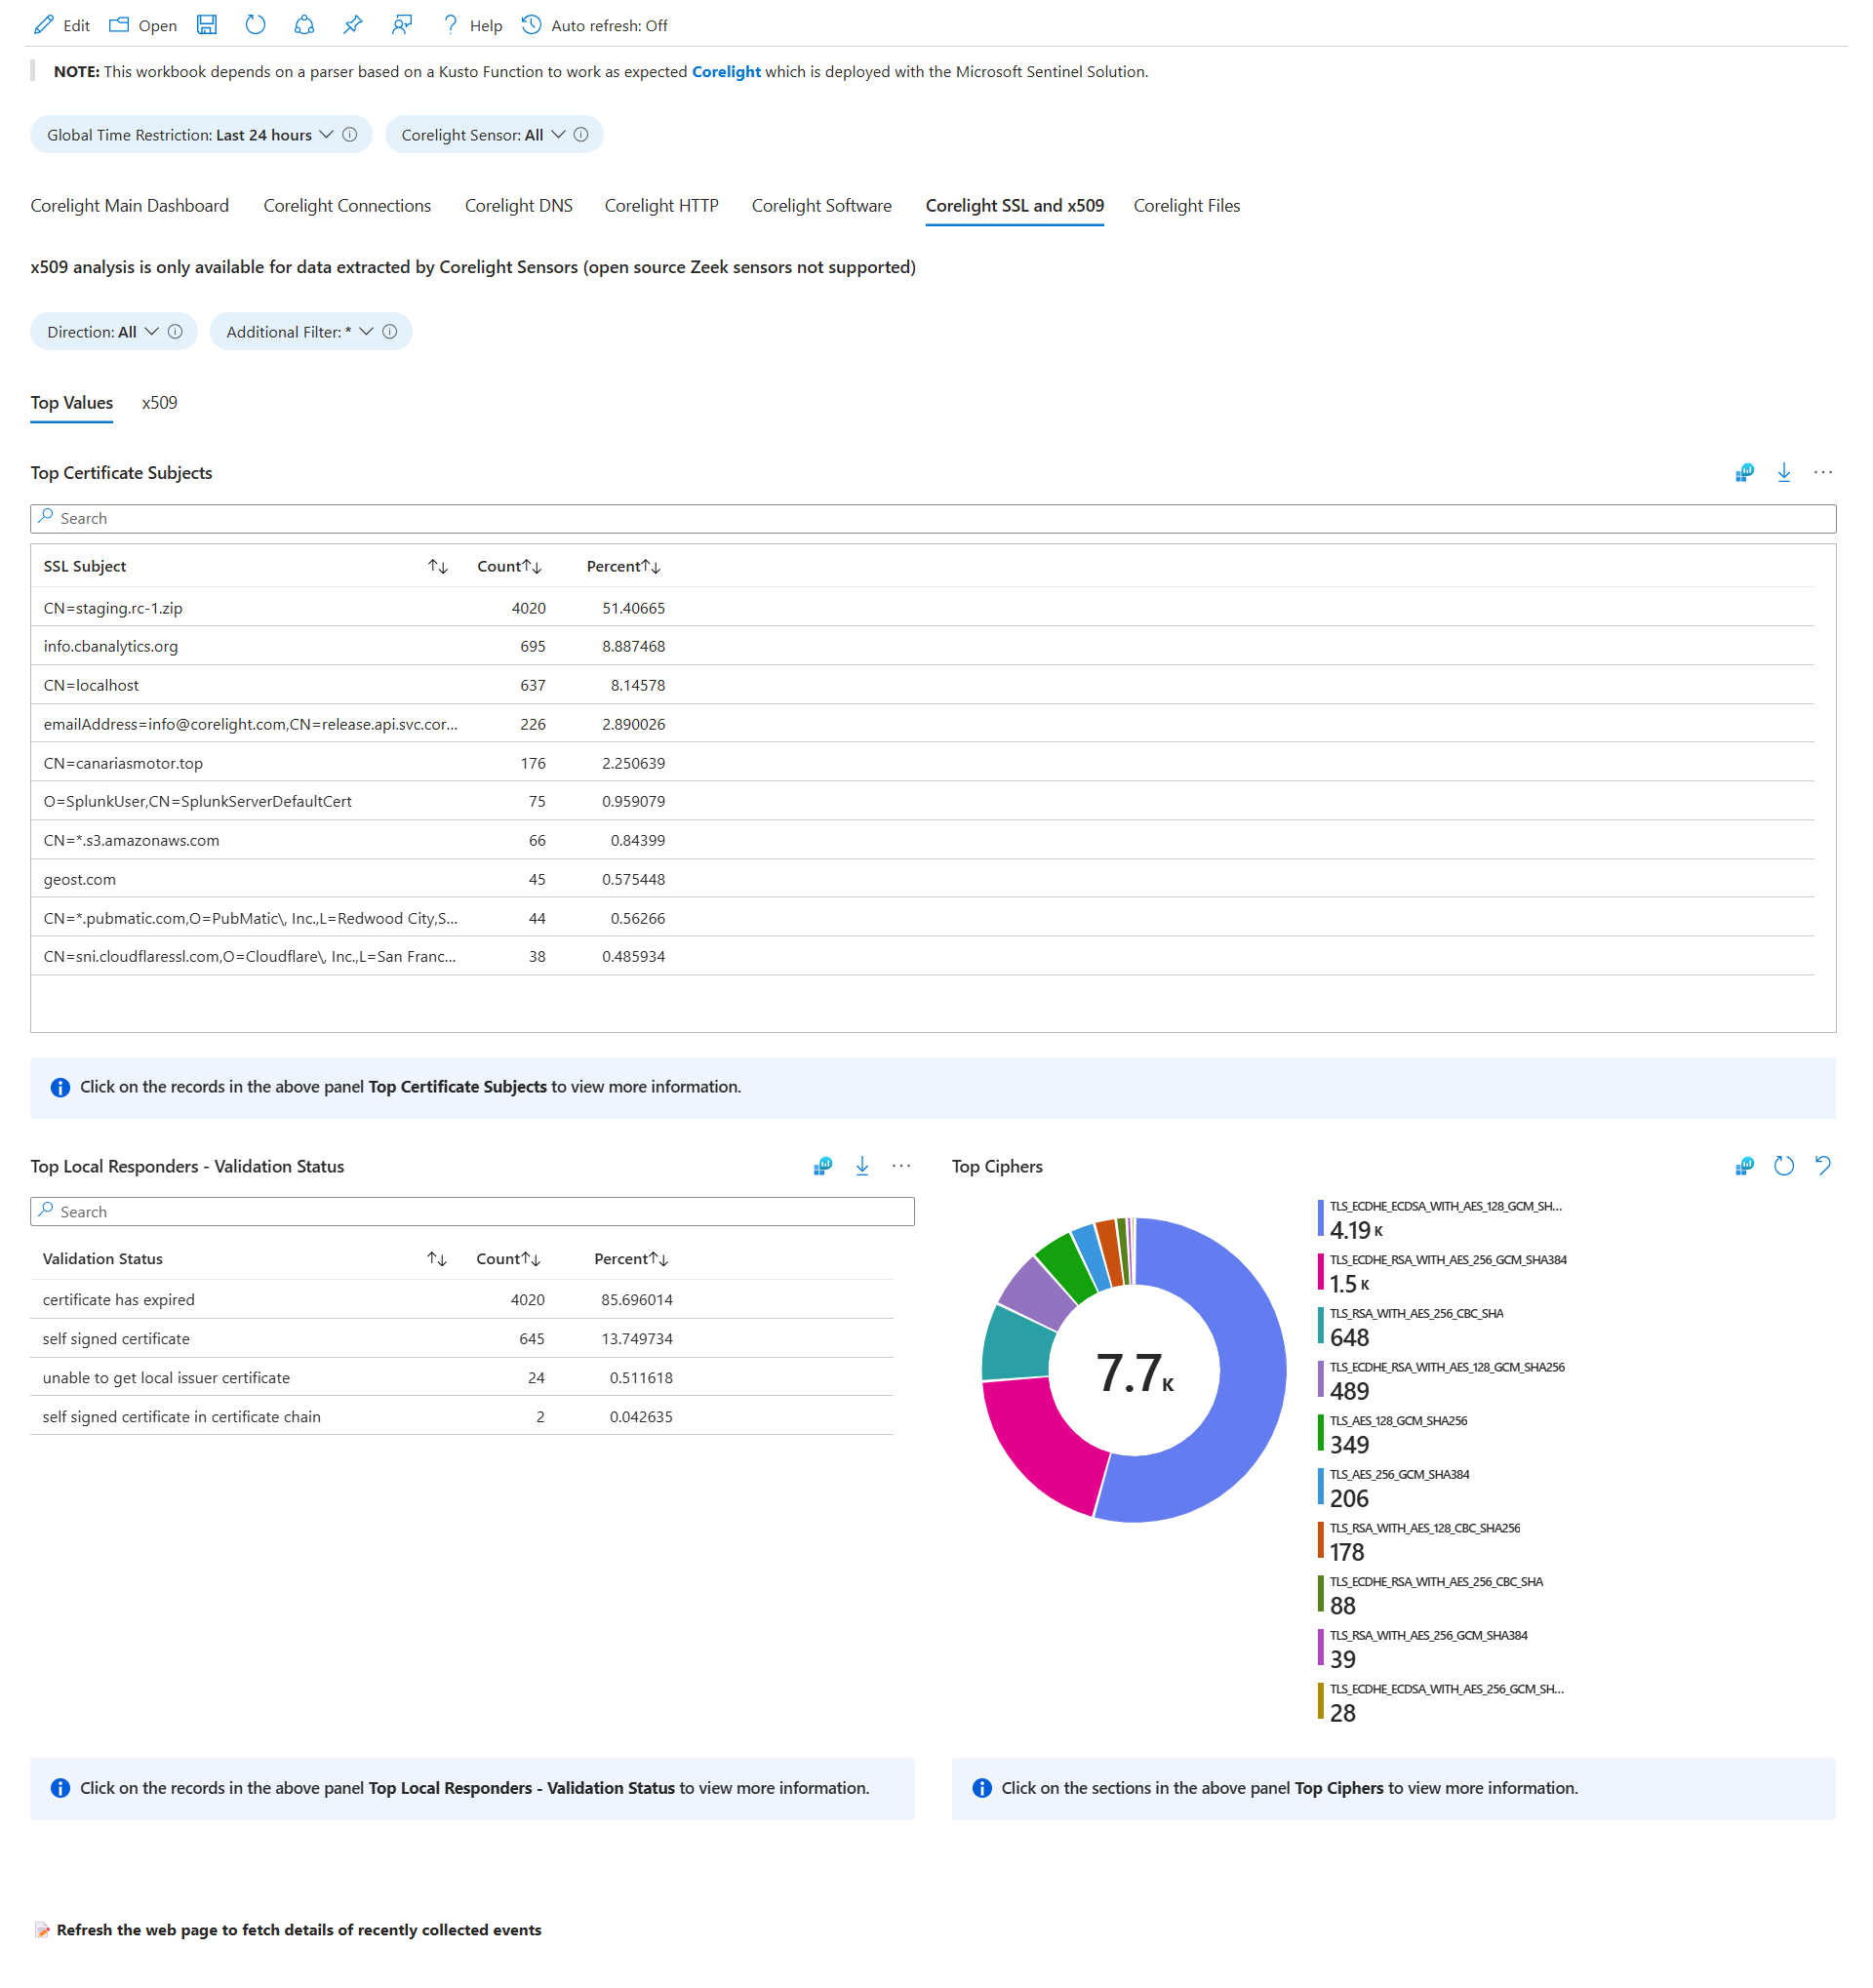 Edit Open Help Auto refresh: Off
NOTE: This workbook depends on a parser based on a Kusto Function to work as expected Corelight which is deployed with the Microsoft Sentinel Solution.
Global Time Restriction: Last 24 hours Corelight Sensor: All
Corelight Main Dashboard Corelight Connections Corelight DNS Corelight HTTP Corelight Software Corelight SSL and x509 Corelight Files
x509 analysis is only available for data extracted by Corelight Sensors (open source Zeek sensors not supported)
Direction: All Additional Filter: *
Top Values x509
Top Certificate Subjects
Search
SSL Subject Count Percent
CN=staging.rc-1.zip 4020 51.40665
info.cbanalytics.org 695 8.887468
CN=localhost 637 8.14578
emailAddress=info@corelight.com,CN=release.api.svc.cor... 226 2.890026
CN=canariasmotor.top 176 2.250639
O=SplunkUser,CN=SplunkServerDefaultCert 75 0.959079
CN=*.s3.amazonaws.com 66 0.84399
geost.com 45 0.575448
CN=*.pubmatic.com,O=PubMatic\, Inc.,L=Redwood City,S... 44 0.56266
CN=sni.cloudflaressl.com,O=Cloudflare\, Inc.,L=San Franc... 38 0.485934
Click on the records in the above panel Top Certificate Subjects to view more information.
Top Local Responders - Validation Status
Search
Validation Status Count Percent
certificate has expired 4020 85.696014
self signed certificate 645 13.749734
unable to get local issuer certificate 24 0.511618
self signed certificate in certificate chain 2 0.042635
Top Ciphers
7.7K
TLS_ECDHE_ECDSA_WITH_AES_128_GCM_SH...
4.19 K
TLS_ECDHE_RSA_WITH_AES_256_GCM_SHA384
1.5 K
TLS_RSA_WITH_AES_256_CBC_SHA
648
TLS_ECDHE_RSA_WITH_AES_128_GCM_SHA256
489
TLS_AES_128_GCM_SHA256
349
TLS_AES_256_GCM_SHA384
206
TLS_RSA_WITH_AES_128_CBC_SHA256
178
TLS_ECDHE_RSA_WITH_AES_256_CBC_SHA
88
TLS_RSA_WITH_AES_256_GCM_SHA384
39
TLS_ECDHE_ECDSA_WITH_AES_256_GCM_SH...
28
Click on the records in the above panel Top Local Responders - Validation Status to view more information.
Click on the sections in the above panel Top Ciphers to view more information.
Refresh the web page to fetch details of recently collected events